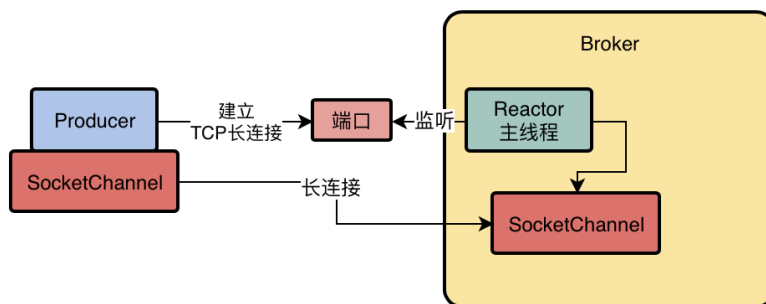 Broker
Producer
建立
TCP长连接
端口
监听
Reactor
主线程
SocketChannel
长连接
SocketChannel